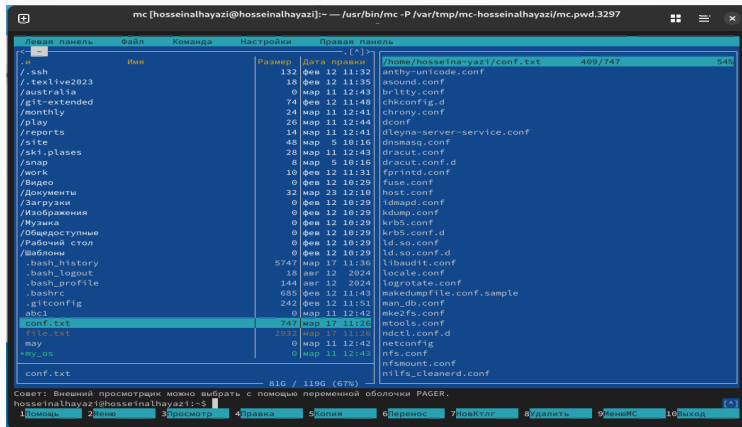 mc [hosseinalhayazi@hosseinalhayazi]:~ — /usr/bin/mc -P /var/tmp/mc-hosseinalhayazi/mc.pwd.3297
Левая панель Файл Команда Настройки Правая панель
<— ~ —.[^]>
.и Имя Размер Дата правки /home/hosseina~yazi/conf.txt 409/747 54%
/.ssh 132 фев 12 11:32 anthy-unicode.conf
/.texlive2023 18 фев 12 11:35 asound.conf
/australia 0 мар 11 12:43 brltty.conf
/git-extended 74 фев 12 11:48 chkconfig.d
/monthly 24 мар 11 12:41 chrony.conf
/play 26 мар 11 12:44 dconf
/reports 14 мар 11 12:41 dleyna-server-service.conf
/site 48 мар 5 10:16 dnsmasq.conf
/ski.plases 28 мар 11 12:43 dracut.conf
/snap 8 мар 5 10:16 dracut.conf.d
/work 10 фев 12 11:31 fprintd.conf
/Видео 0 фев 12 10:29 fuse.conf
/Документы 32 мар 23 12:10 host.conf
/Загрузки 0 фев 12 10:29 idmapd.conf
/Изображения 0 фев 12 10:29 kdump.conf
/Музыка 0 фев 12 10:29 krb5.conf
/Общедоступные 0 фев 12 10:29 krb5.conf.d
/Рабочий стол 0 фев 12 10:29 ld.so.conf
/Шаблоны 0 фев 12 10:29 ld.so.conf.d
.bash_history 5747 мар 17 11:36 libaudit.conf
.bash_logout 18 авг 12 2024 locale.conf
.bash_profile 144 авг 12 2024 logrotate.conf
.bashrc 685 фев 12 11:43 makedumpfile.conf.sample
.gitconfig 242 фев 12 11:51 man_db.conf
abc1 0 мар 11 12:42 mke2fs.conf
conf.txt 747 мар 17 11:26 mtools.conf
file.txt 2932 мар 17 11:26 ndctl.conf.d
may 0 мар 11 12:42 netconfig
*my_os 0 мар 11 12:43 nfs.conf
nfsmount.conf
conf.txt nilfs_cleanerd.conf
81G / 119G (67%)
Совет: Внешний просмотрщик можно выбрать с помощью переменной оболочки PAGER.
hosseinalhayazi@hosseinalhayazi:~$ [^]
1Помощь 2Меню 3Просмотр 4Правка 5Копия 6Перенос 7НовКтлг 8Удалить 9МенюMC 10Выход